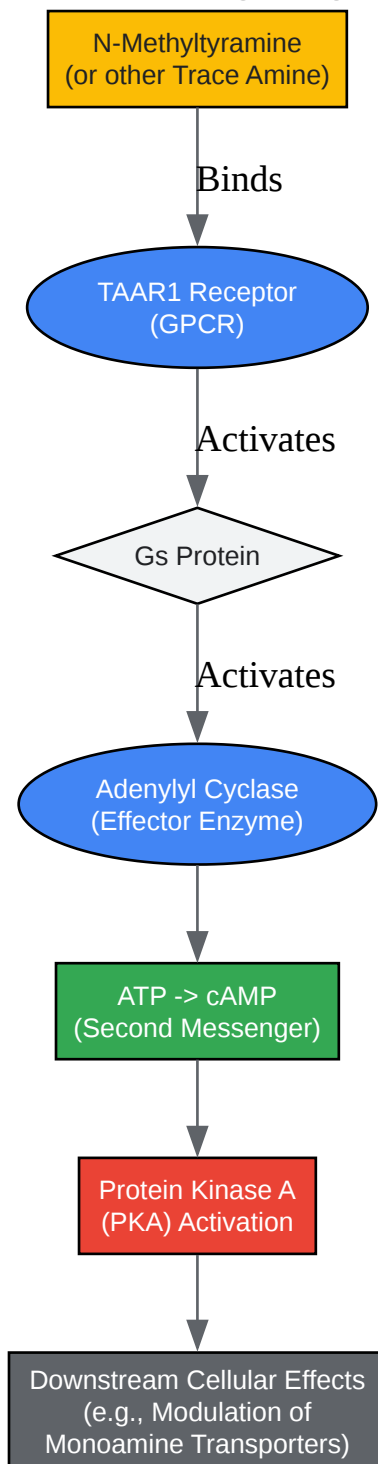 N-Methyltyramine
(or other Trace Amine)
Binds
TAAR1 Receptor
(GPCR)
Activates
Gs Protein
Activates
Adenylyl Cyclase
(Effector Enzyme)
ATP -> cAMP
(Second Messenger)
Protein Kinase A
(PKA) Activation
Downstream Cellular Effects
(e.g., Modulation of
Monoamine Transporters)